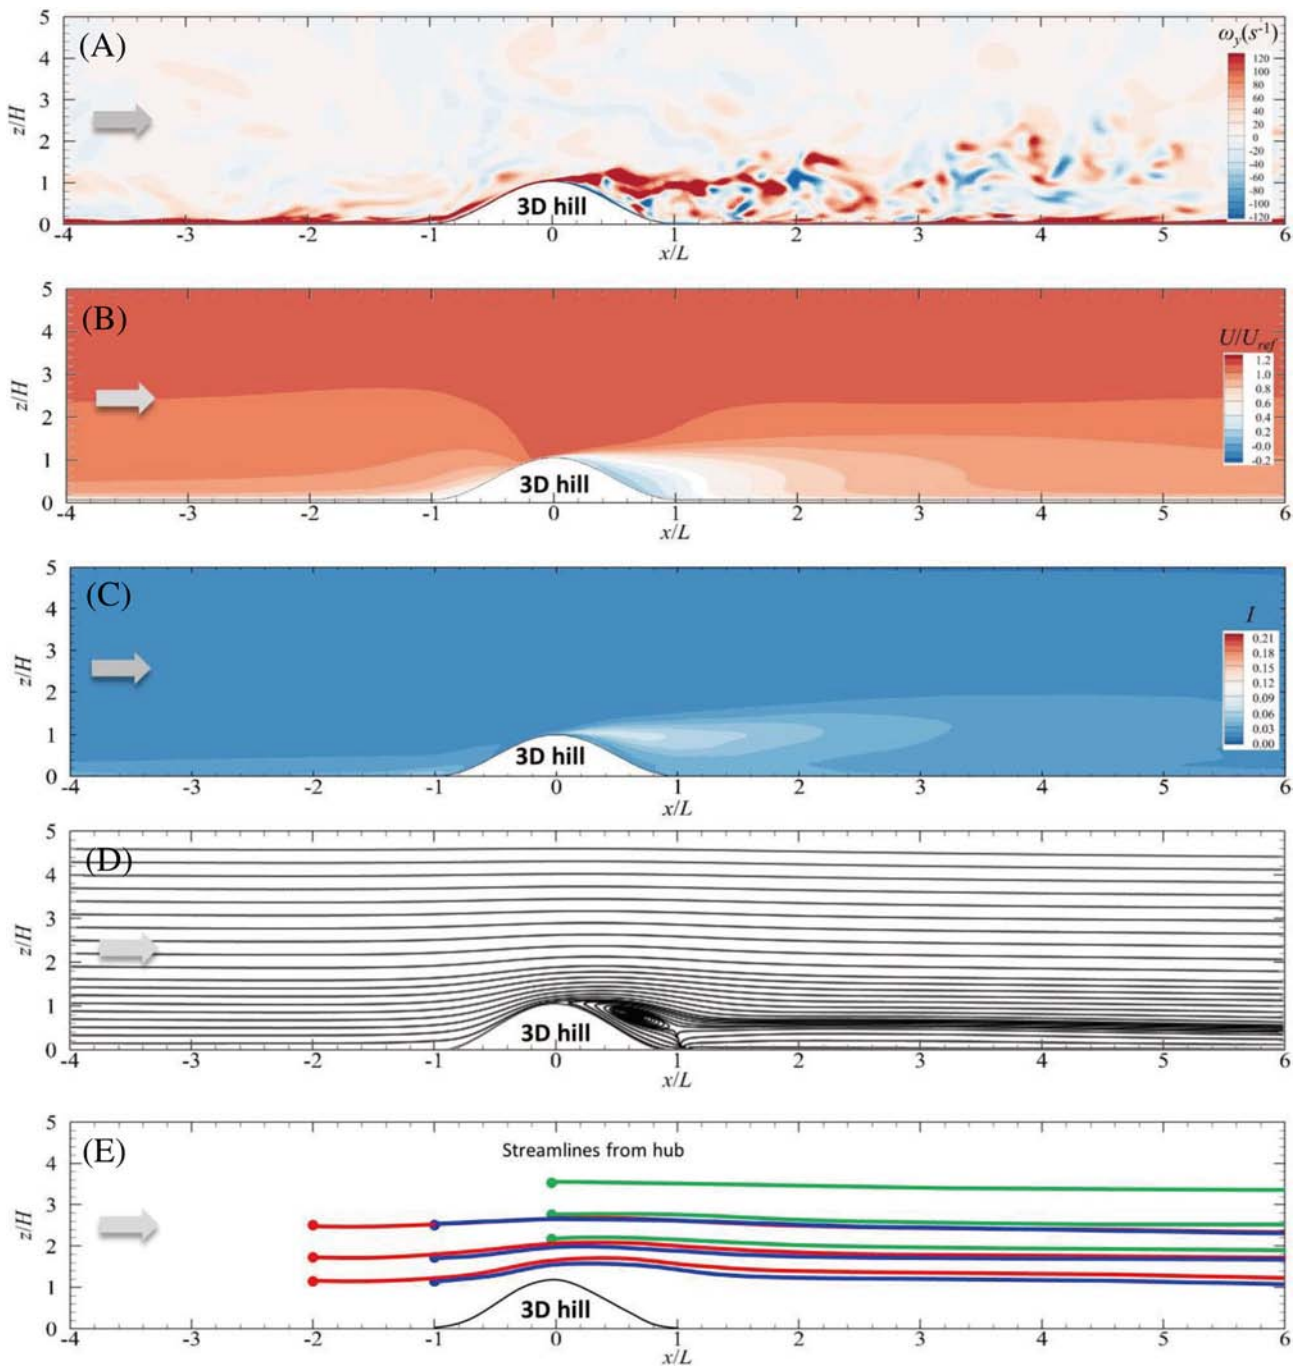 (A)
ω_y(s⁻¹)
120
100
80
60
40
20
0
-20
-40
-60
-80
-100
-120
z/H
5
4
3
2
1
0
3D hill
-4 -3 -2 -1 0 1 2 3 4 5 6
x/L
(B)
U/U_ref
1.2
1.0
0.8
0.6
0.4
0.2
-0.0
-0.2
z/H
5
4
3
2
1
0
3D hill
-4 -3 -2 -1 0 1 2 3 4 5 6
x/L
(C)
I
0.21
0.18
0.15
0.12
0.09
0.06
0.03
0.00
z/H
5
4
3
2
1
0
3D hill
-4 -3 -2 -1 0 1 2 3 4 5 6
x/L
(D)
z/H
5
4
3
2
1
0
3D hill
-4 -3 -2 -1 0 1 2 3 4 5 6
x/L
(E)
Streamlines from hub
z/H
5
4
3
2
1
0
3D hill
-4 -3 -2 -1 0 1 2 3 4 5 6
x/L